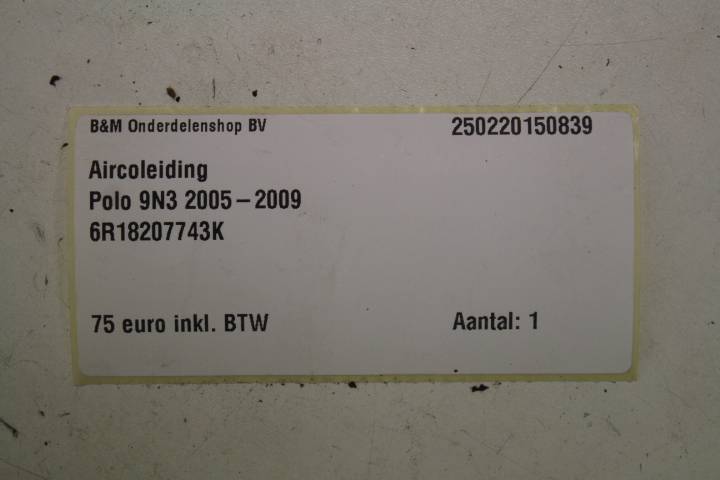 B&M Onderdelenshop BV 250220150839
Aircoleiding
Polo 9N3 2005 – 2009
6R18207743K
75 euro inkl. BTW Aantal: 1